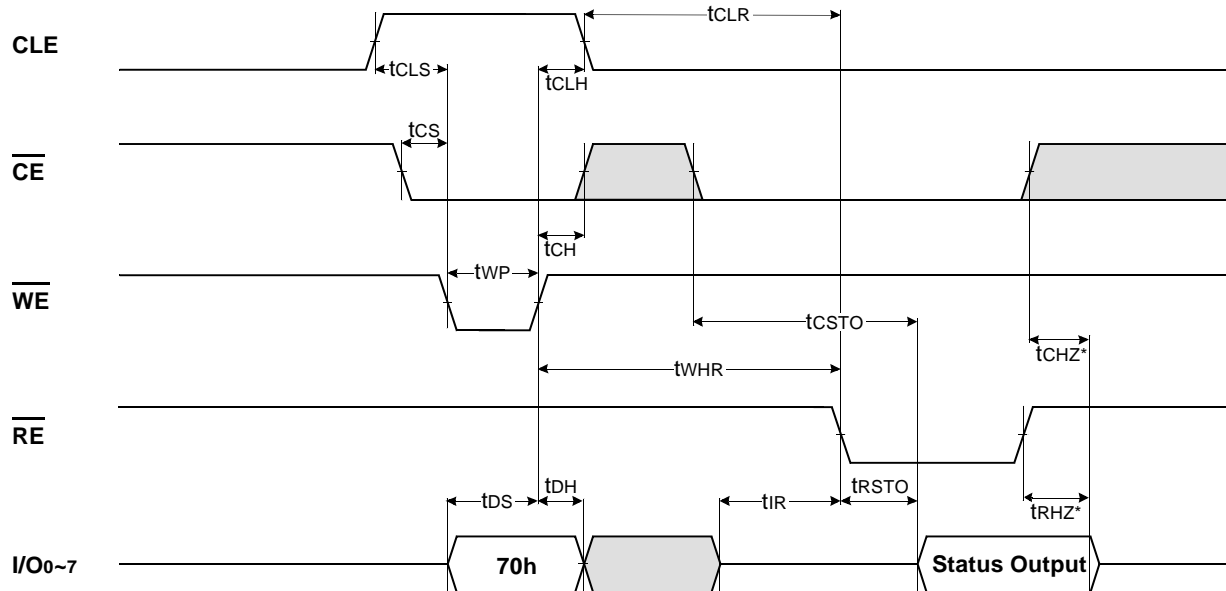 tCLR
CLE
tCLS
tCLH
tCS
CE
tCH
tWP
WE
tCSTO
tCHZ*
tWHR
RE
tDH
tDS
tIR
tRSTO
tRHZ*
I/O0~7
70h
Status Output